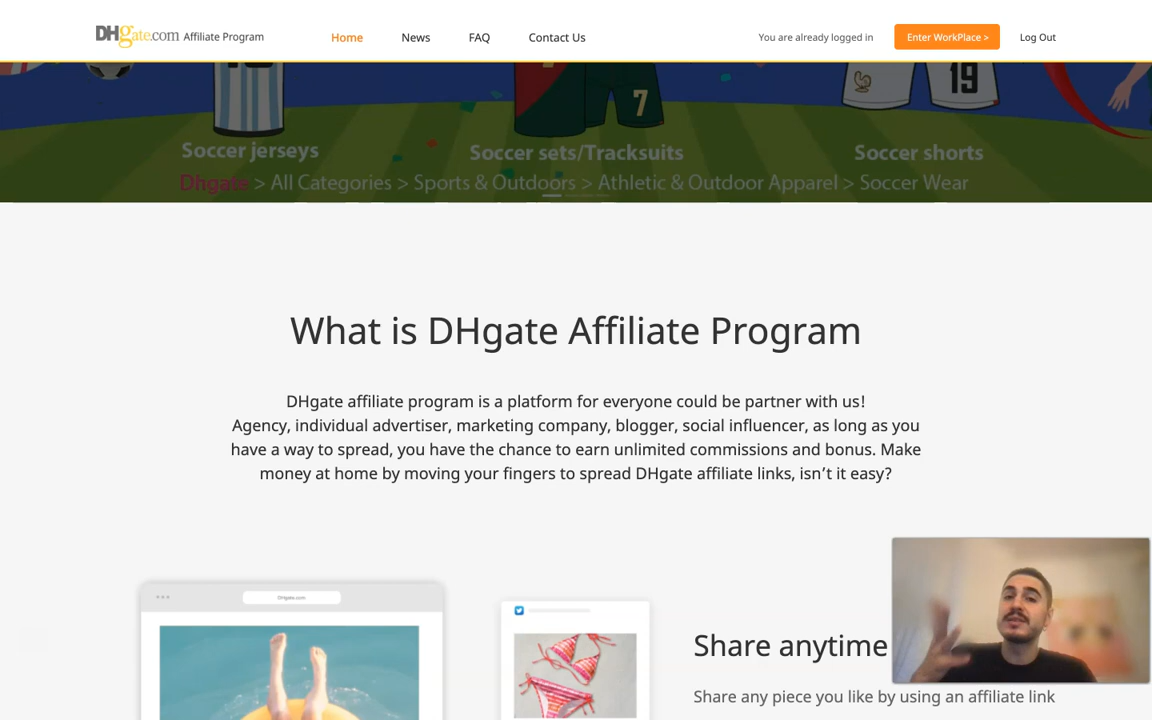 DHgate.com Affiliate Program
Home
News
FAQ
Contact Us
You are already logged in
Enter WorkPlace >
Log Out
7
19
Soccer jerseys
Soccer sets/Tracksuits
Soccer shorts
Dhgate > All Categories > Sports & Outdoors > Athletic & Outdoor Apparel > Soccer Wear
What is DHgate Affiliate Program
DHgate affiliate program is a platform for everyone could be partner with us!
Agency, individual advertiser, marketing company, blogger, social influencer, as long as you
have a way to spread, you have the chance to earn unlimited commissions and bonus. Make
money at home by moving your fingers to spread DHgate affiliate links, isn’t it easy?
DHgate.com
Share anytime
Share any piece you like by using an affiliate link